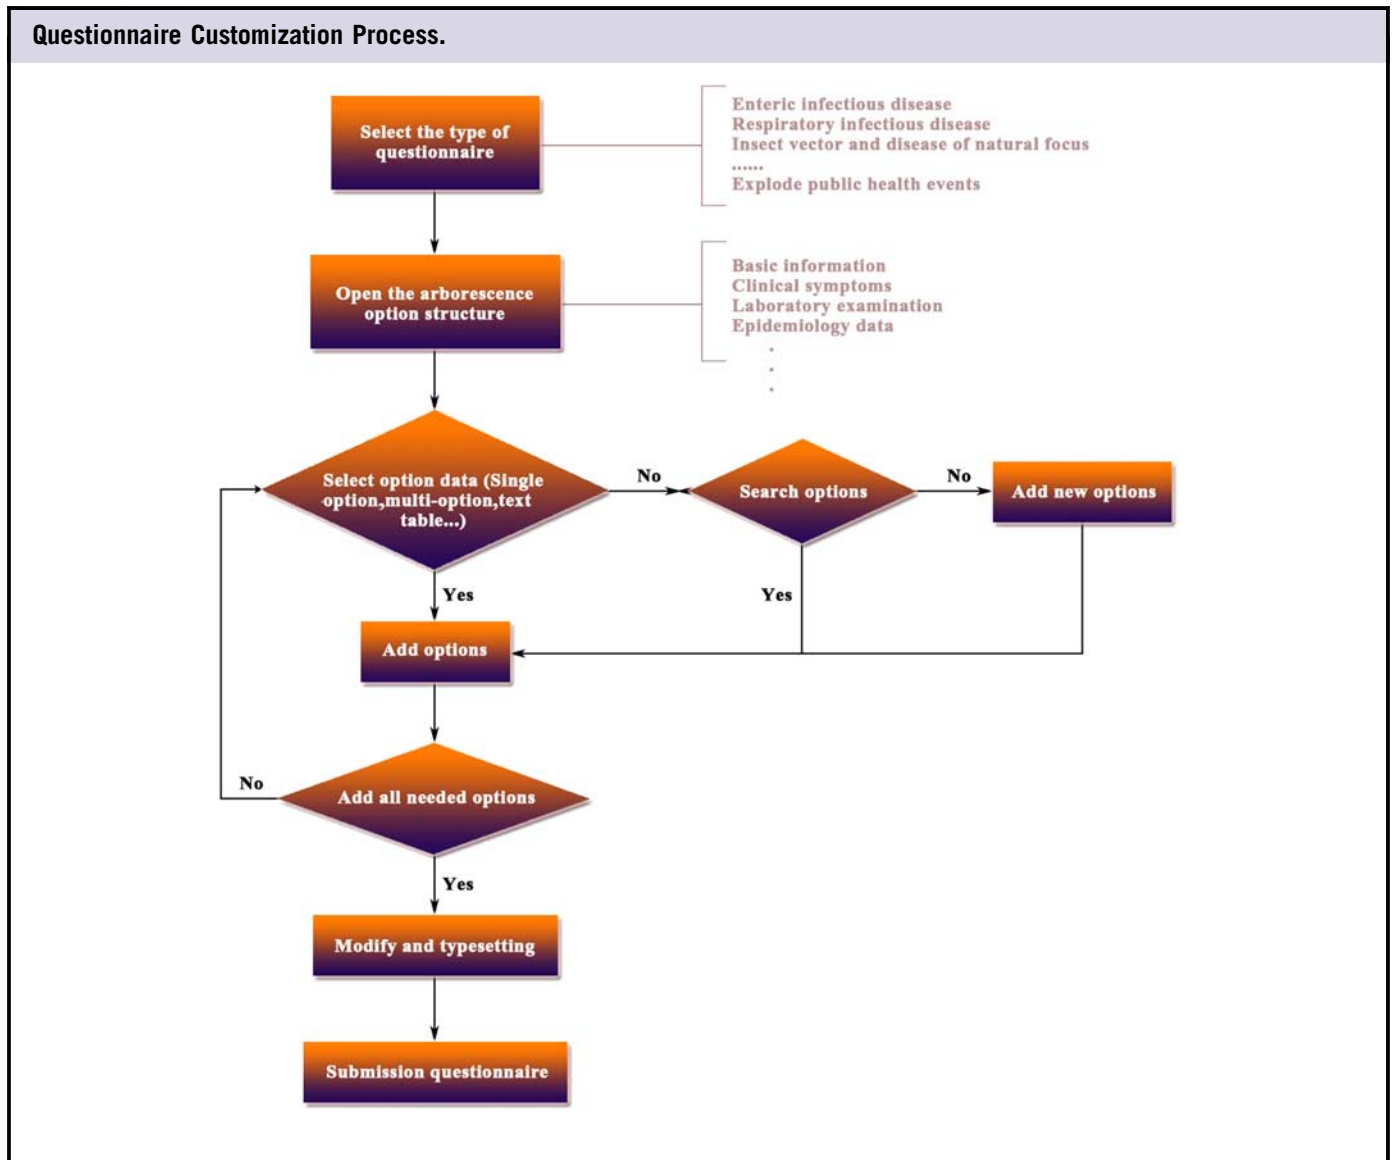 Questionnaire Customization Process.
Select the type of
questionnaire
Enteric infectious disease
Respiratory infectious disease
Insect vector and disease of natural focus
......
Explode public health events
Open the arborescence
option structure
Basic information
Clinical symptoms
Laboratory examination
Epidemiology data
.
.
.
Select option data (Single
option,multi-option,text
table...)
No
Search options
No
Add new options
Yes
Yes
Add options
No
Add all needed options
Yes
Modify and typesetting
Submission questionnaire